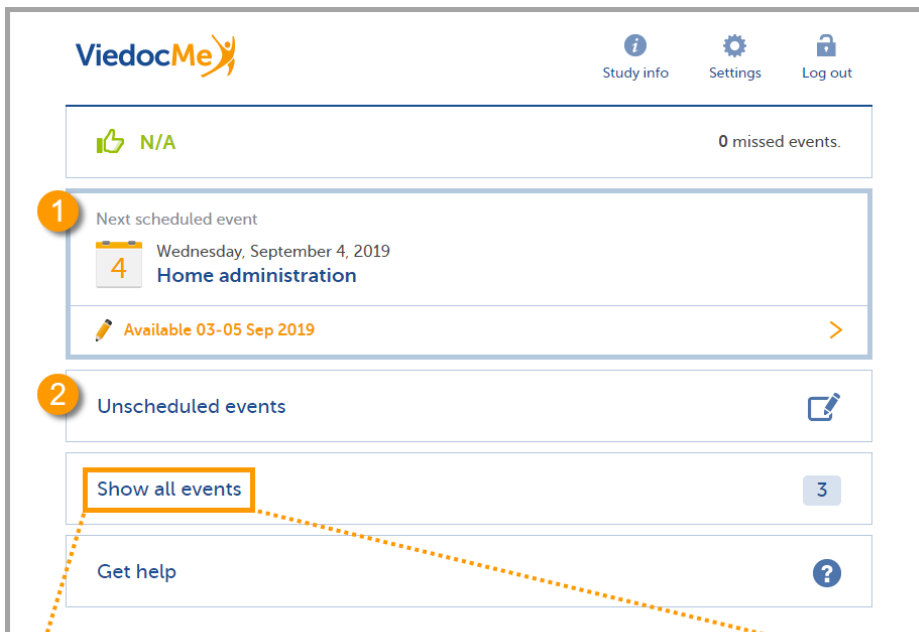 ViedocMe
i
Study info
Settings
Log out
N/A
0 missed events.
1
Next scheduled event
4
Wednesday, September 4, 2019
Home administration
Available 03-05 Sep 2019
2
Unscheduled events
Show all events
3
Get help
?